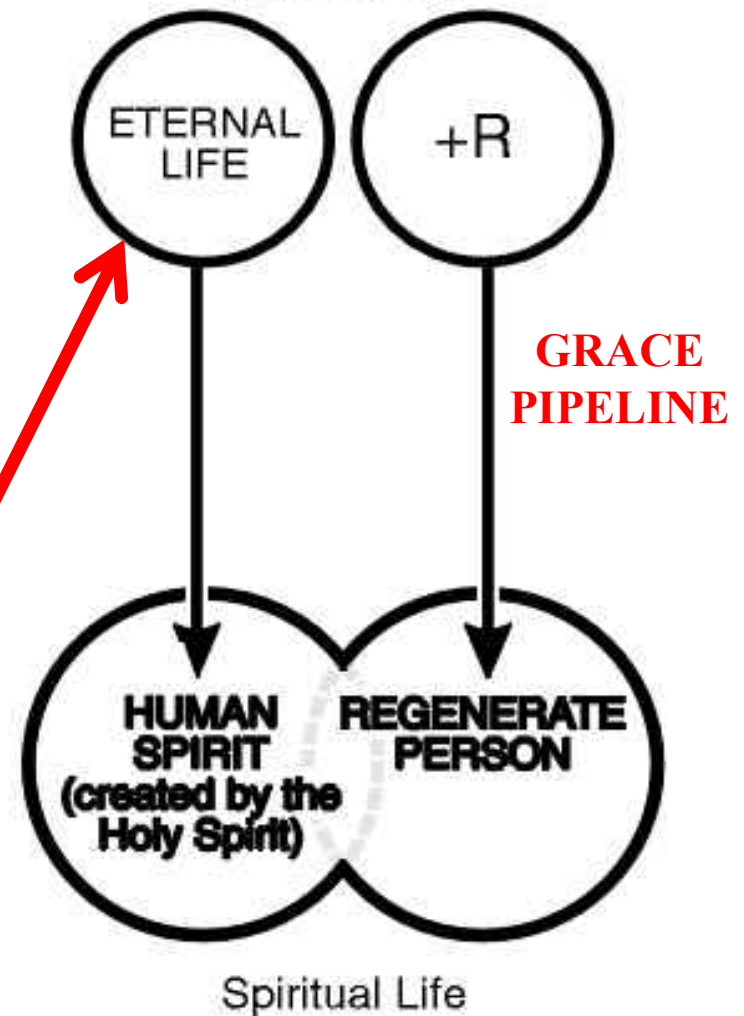 ETERNAL
LIFE
+R
GRACE
PIPELINE
HUMAN
SPIRIT
(created by the
Holy Spirit)
REGENERATE
PERSON
Spiritual Life